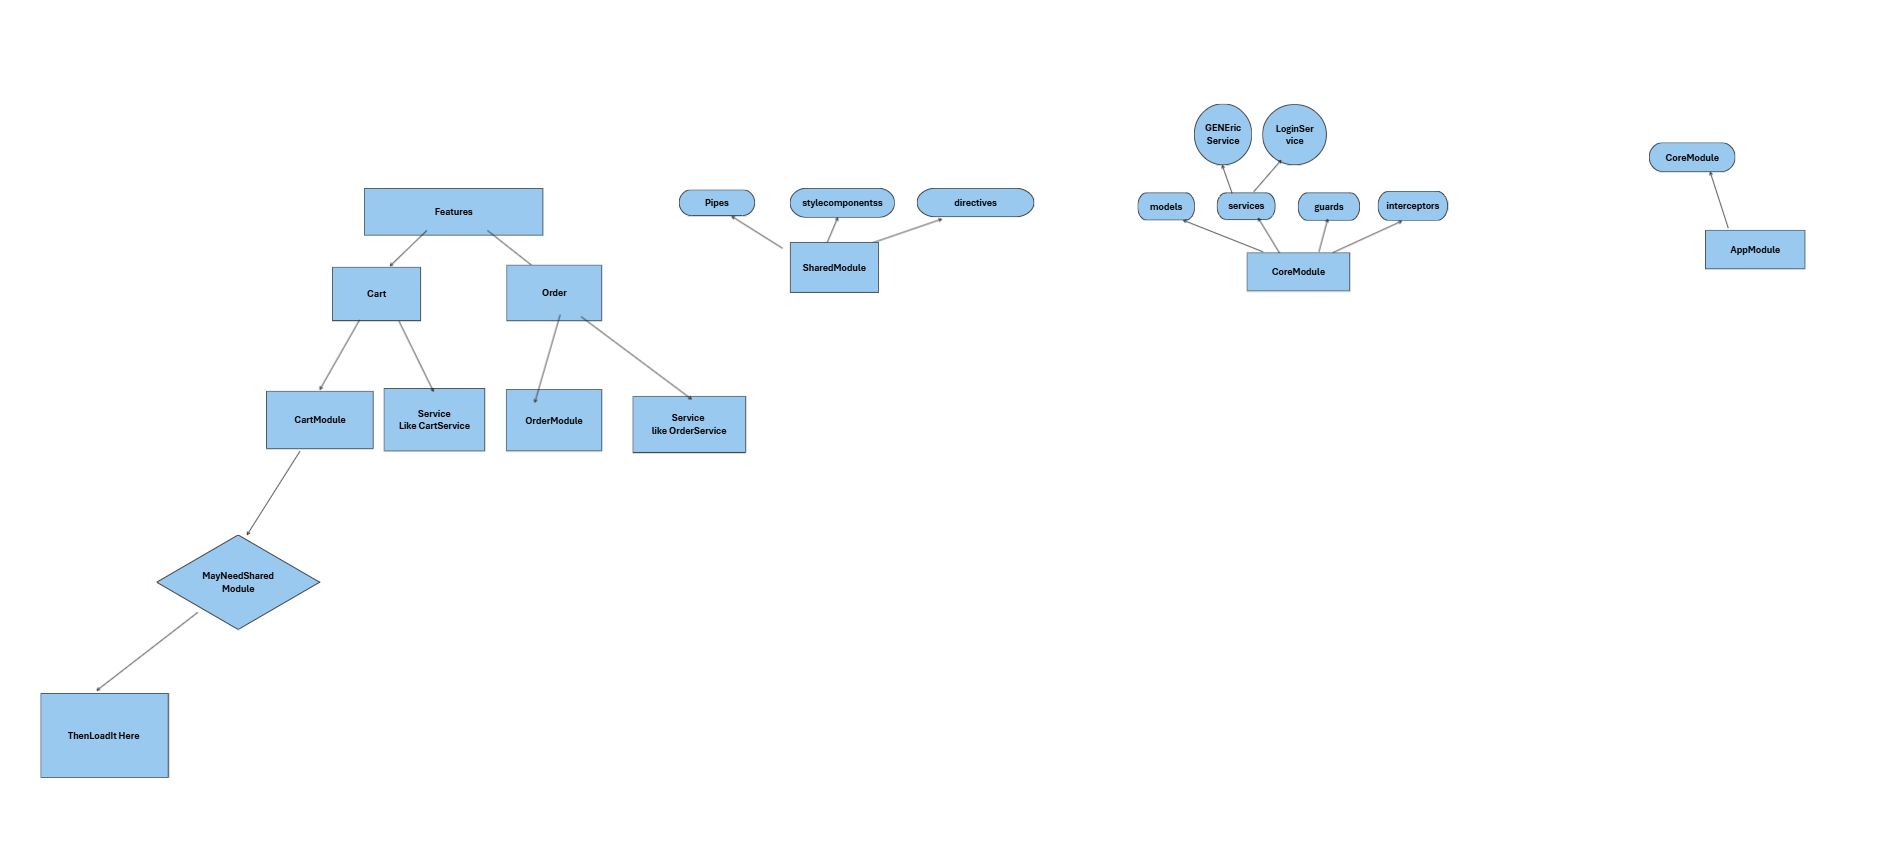 GENEric
Service
LoginSer
vice
CoreModule
Pipes
stylecomponentss
directives
models
services
guards
interceptors
Features
SharedModule
CoreModule
AppModule
Cart
Order
CartModule
Service
Like CartService
OrderModule
Service
like OrderService
MayNeedShared
Module
ThenLoadIt Here